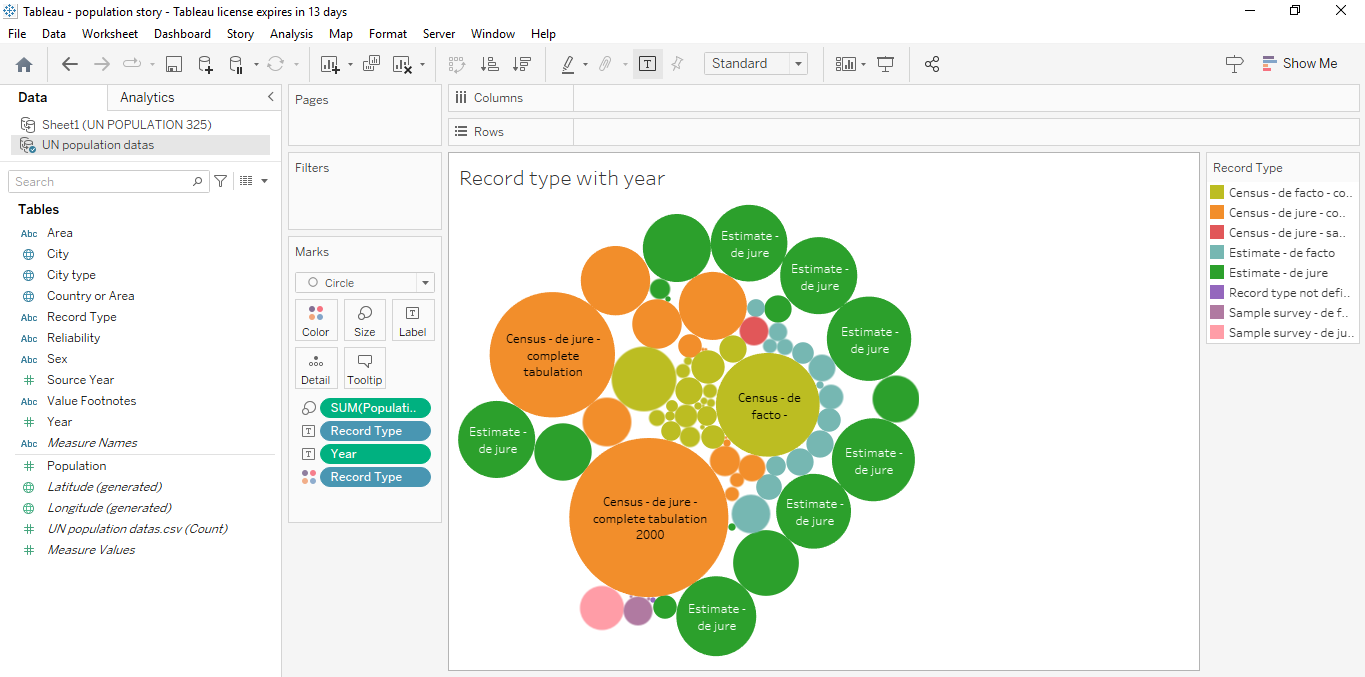 Tableau - population story - Tableau license expires in 13 days
File Data Worksheet Dashboard Story Analysis Map Format Server Window Help
Standard
Show Me
Data
Analytics
Sheet1 (UN POPULATION 325)
UN population datas
Search
Tables
Abc Area
City
City type
Country or Area
Abc Record Type
Abc Reliability
Abc Sex
Source Year
Abc Value Footnotes
Year
Abc Measure Names
Population
Latitude (generated)
Longitude (generated)
UN population datas.csv (Count)
Measure Values
Pages
Filters
Marks
Circle
Color
Size
Label
Detail
Tooltip
SUM(Populati..
Record Type
Year
Record Type
Columns
Rows
Record type with year
Estimate -
de jure
Estimate -
de jure
Estimate -
de jure
Census - de jure -
complete
tabulation
Census - de
facto -
Estimate -
de jure
Estimate -
de jure
Census - de jure -
complete tabulation
2000
Estimate -
de jure
Estimate -
de jure
Record Type
Census - de facto - co..
Census - de jure - co..
Census - de jure - sa..
Estimate - de facto
Estimate - de jure
Record type not defi..
Sample survey - de f..
Sample survey - de ju..